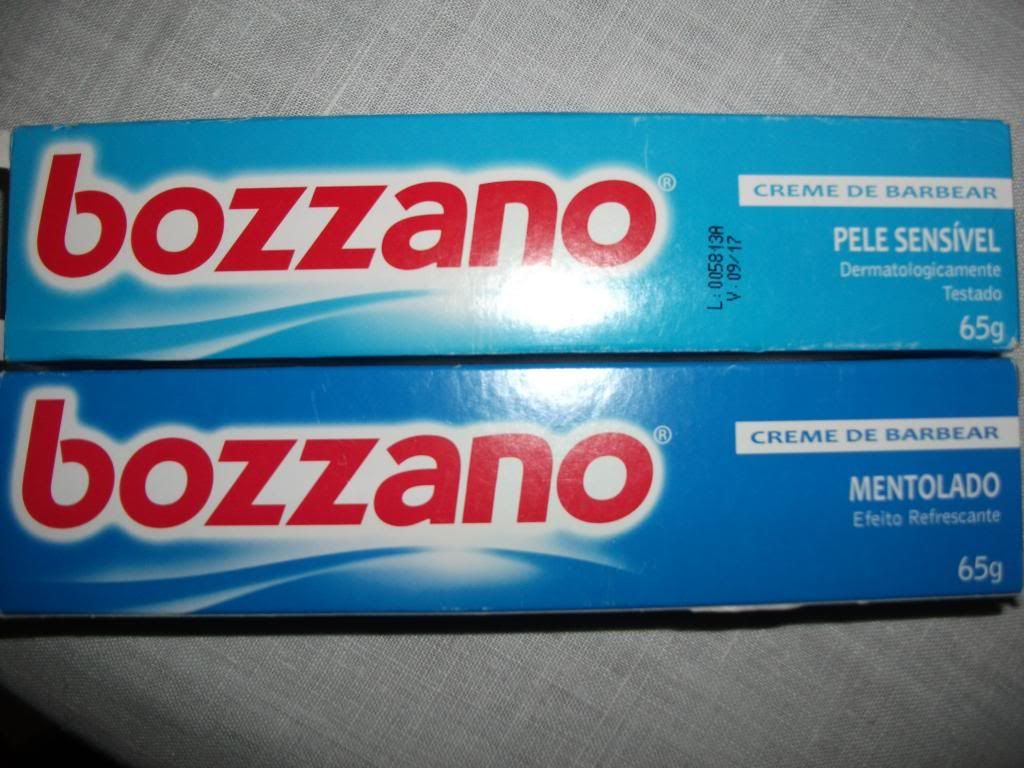 bozzano®
CREME DE BARBEAR
PELE SENSÍVEL
Dermatologicamente
Testado
65g
L:005813A
V:09/17
bozzano®
CREME DE BARBEAR
MENTOLADO
Efeito Refrescante
65g